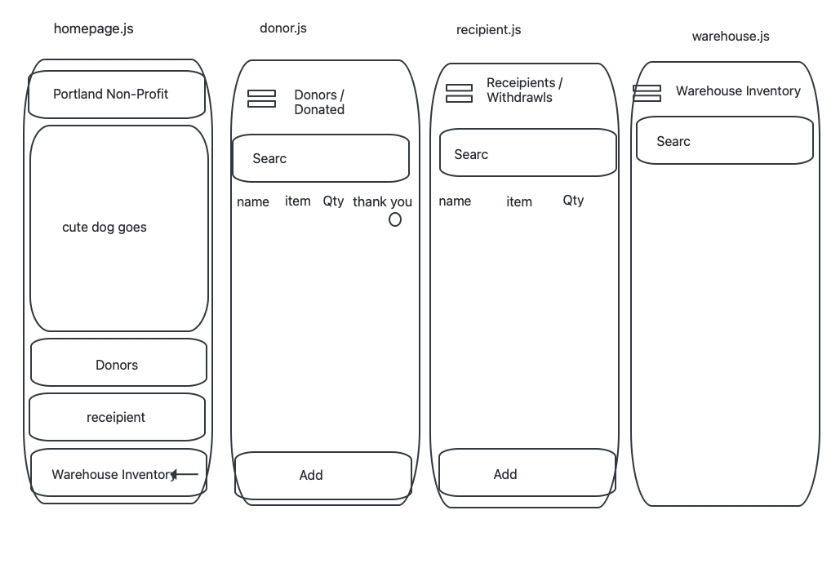 homepage.js
Portland Non-Profit
cute dog goes
Donors
receipient
Warehouse Inventory
donor.js
Donors /
Donated
Searc
name item Qty thank you
Add
recipient.js
Receipients /
Withdrawls
Searc
name item Qty
Add
warehouse.js
Warehouse Inventory
Searc